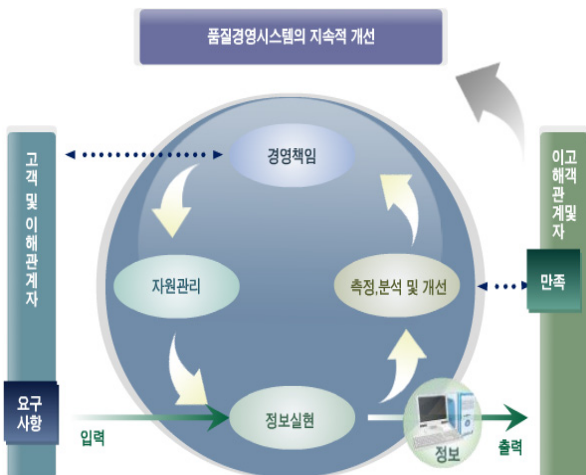 품질경영시스템의 지속적 개선
고객 및 이해관계자
경영책임
고객 및
이해관계자
자원관리
측정,분석 및 개선
만족
요구
사항
입력
정보실현
정보
출력